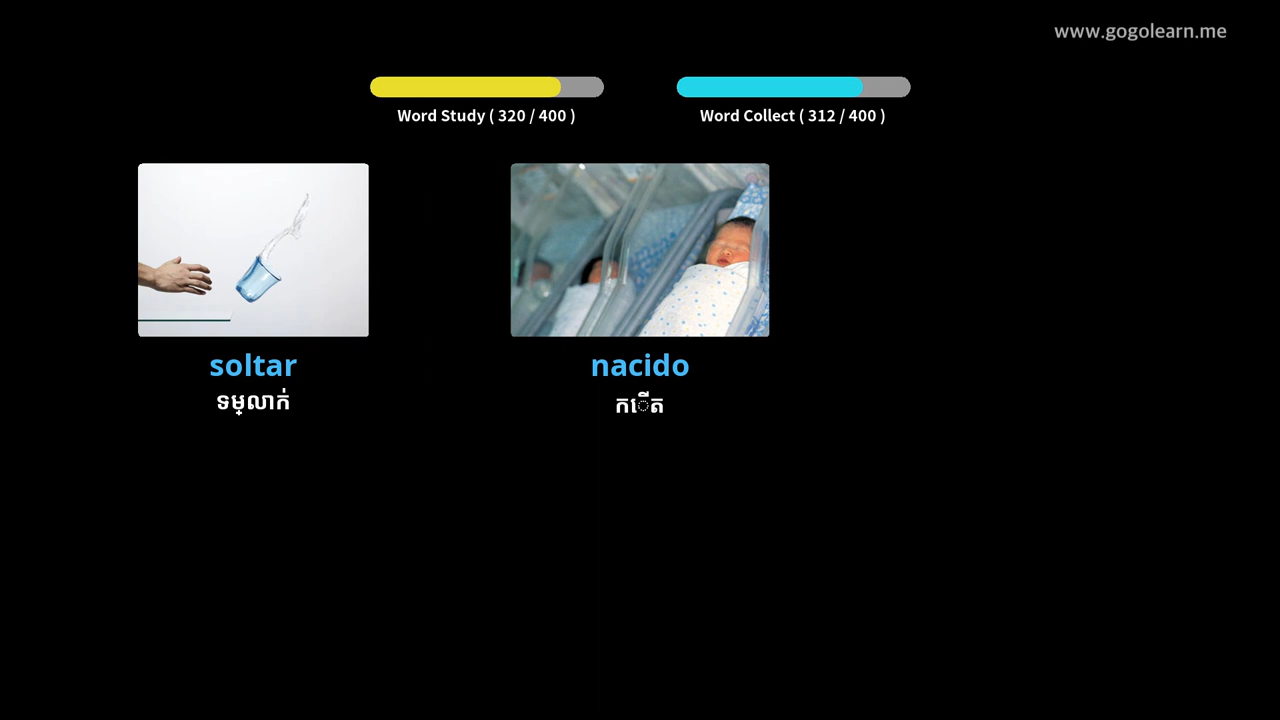 www.gogolearn.me
Word Study ( 320 / 400 )
Word Collect ( 312 / 400 )
soltar
ទម្លាក់
nacido
កើត